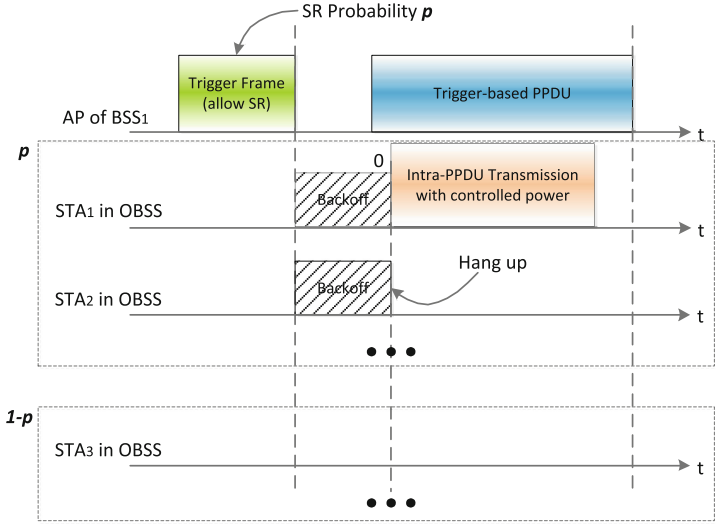 SR Probability p
Trigger Frame
(allow SR)
Trigger-based PPDU
AP of BSS1
t
p
0
Intra-PPDU Transmission
with controlled power
Backoff
STA1 in OBSS
t
Hang up
Backoff
STA2 in OBSS
t
1-p
STA3 in OBSS
t